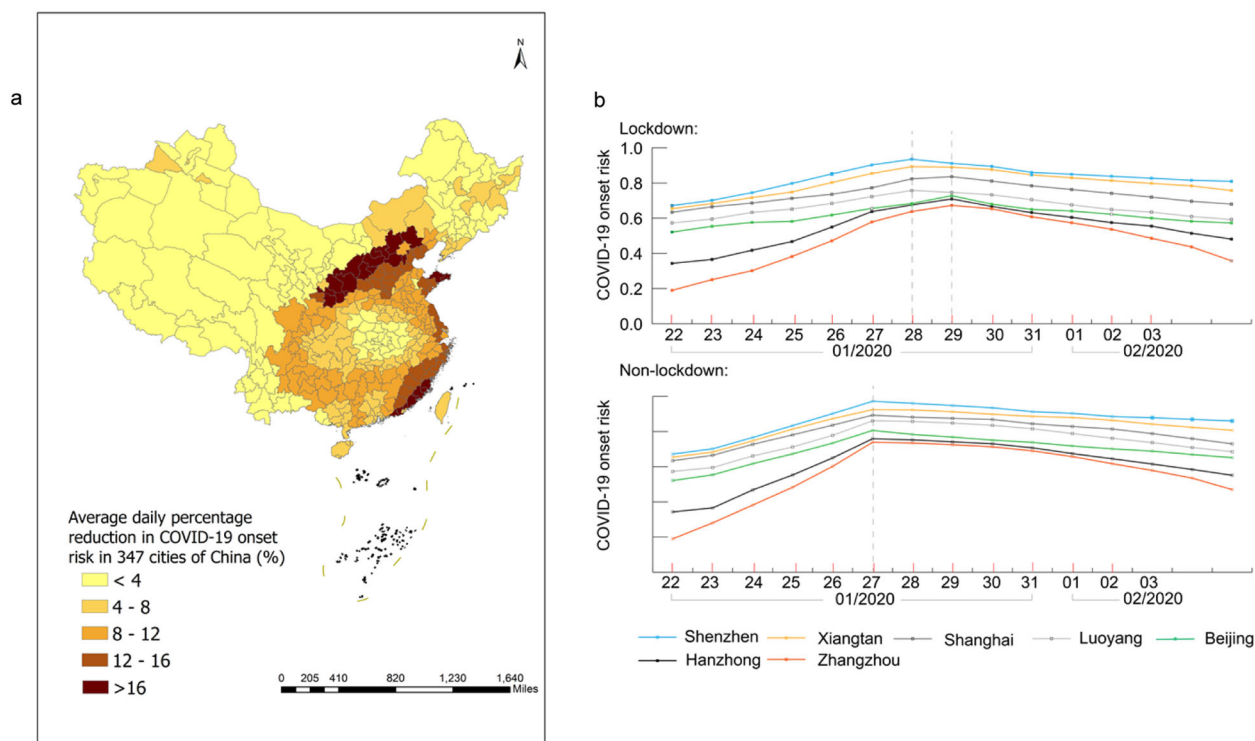 a
N
Average daily percentage
reduction in COVID-19 onset
risk in 347 cities of China (%)
< 4
4 - 8
8 - 12
12 - 16
>16
0 205 410 820 1,230 1,640
Miles
b
Lockdown:
COVID-19 onset risk
1.0
0.8
0.6
0.4
0.2
0.0
22 23 24 25 26 27 28 29 30 31 01 02 03
01/2020 02/2020
Non-lockdown:
COVID-19 onset risk
22 23 24 25 26 27 28 29 30 31 01 02 03
01/2020 02/2020
Shenzhen Xiangtan Shanghai Luoyang Beijing
Hanzhong Zhangzhou